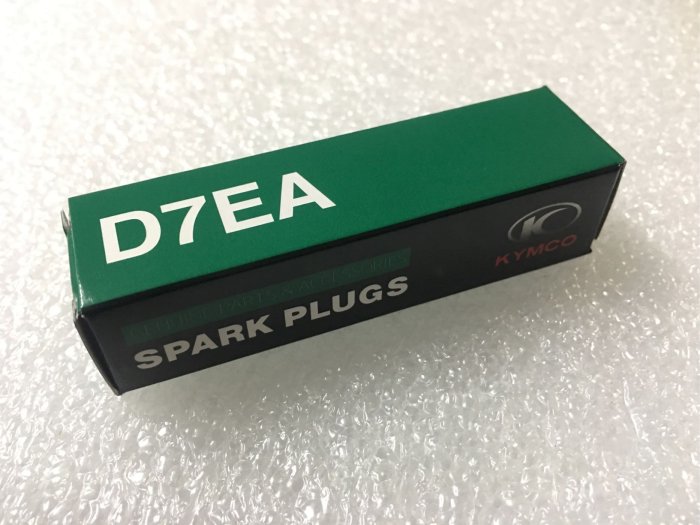 D7EA
GENUINE PARTS & ACCESSORIES
SPARK PLUGS
K
KYMCO